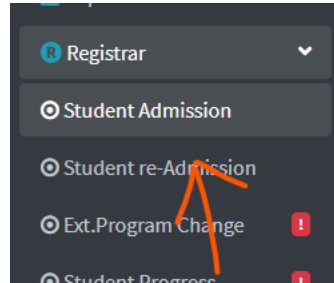 R Registrar
Student Admission
Student re-Admission
Ext.Program Change !
Student Progress !